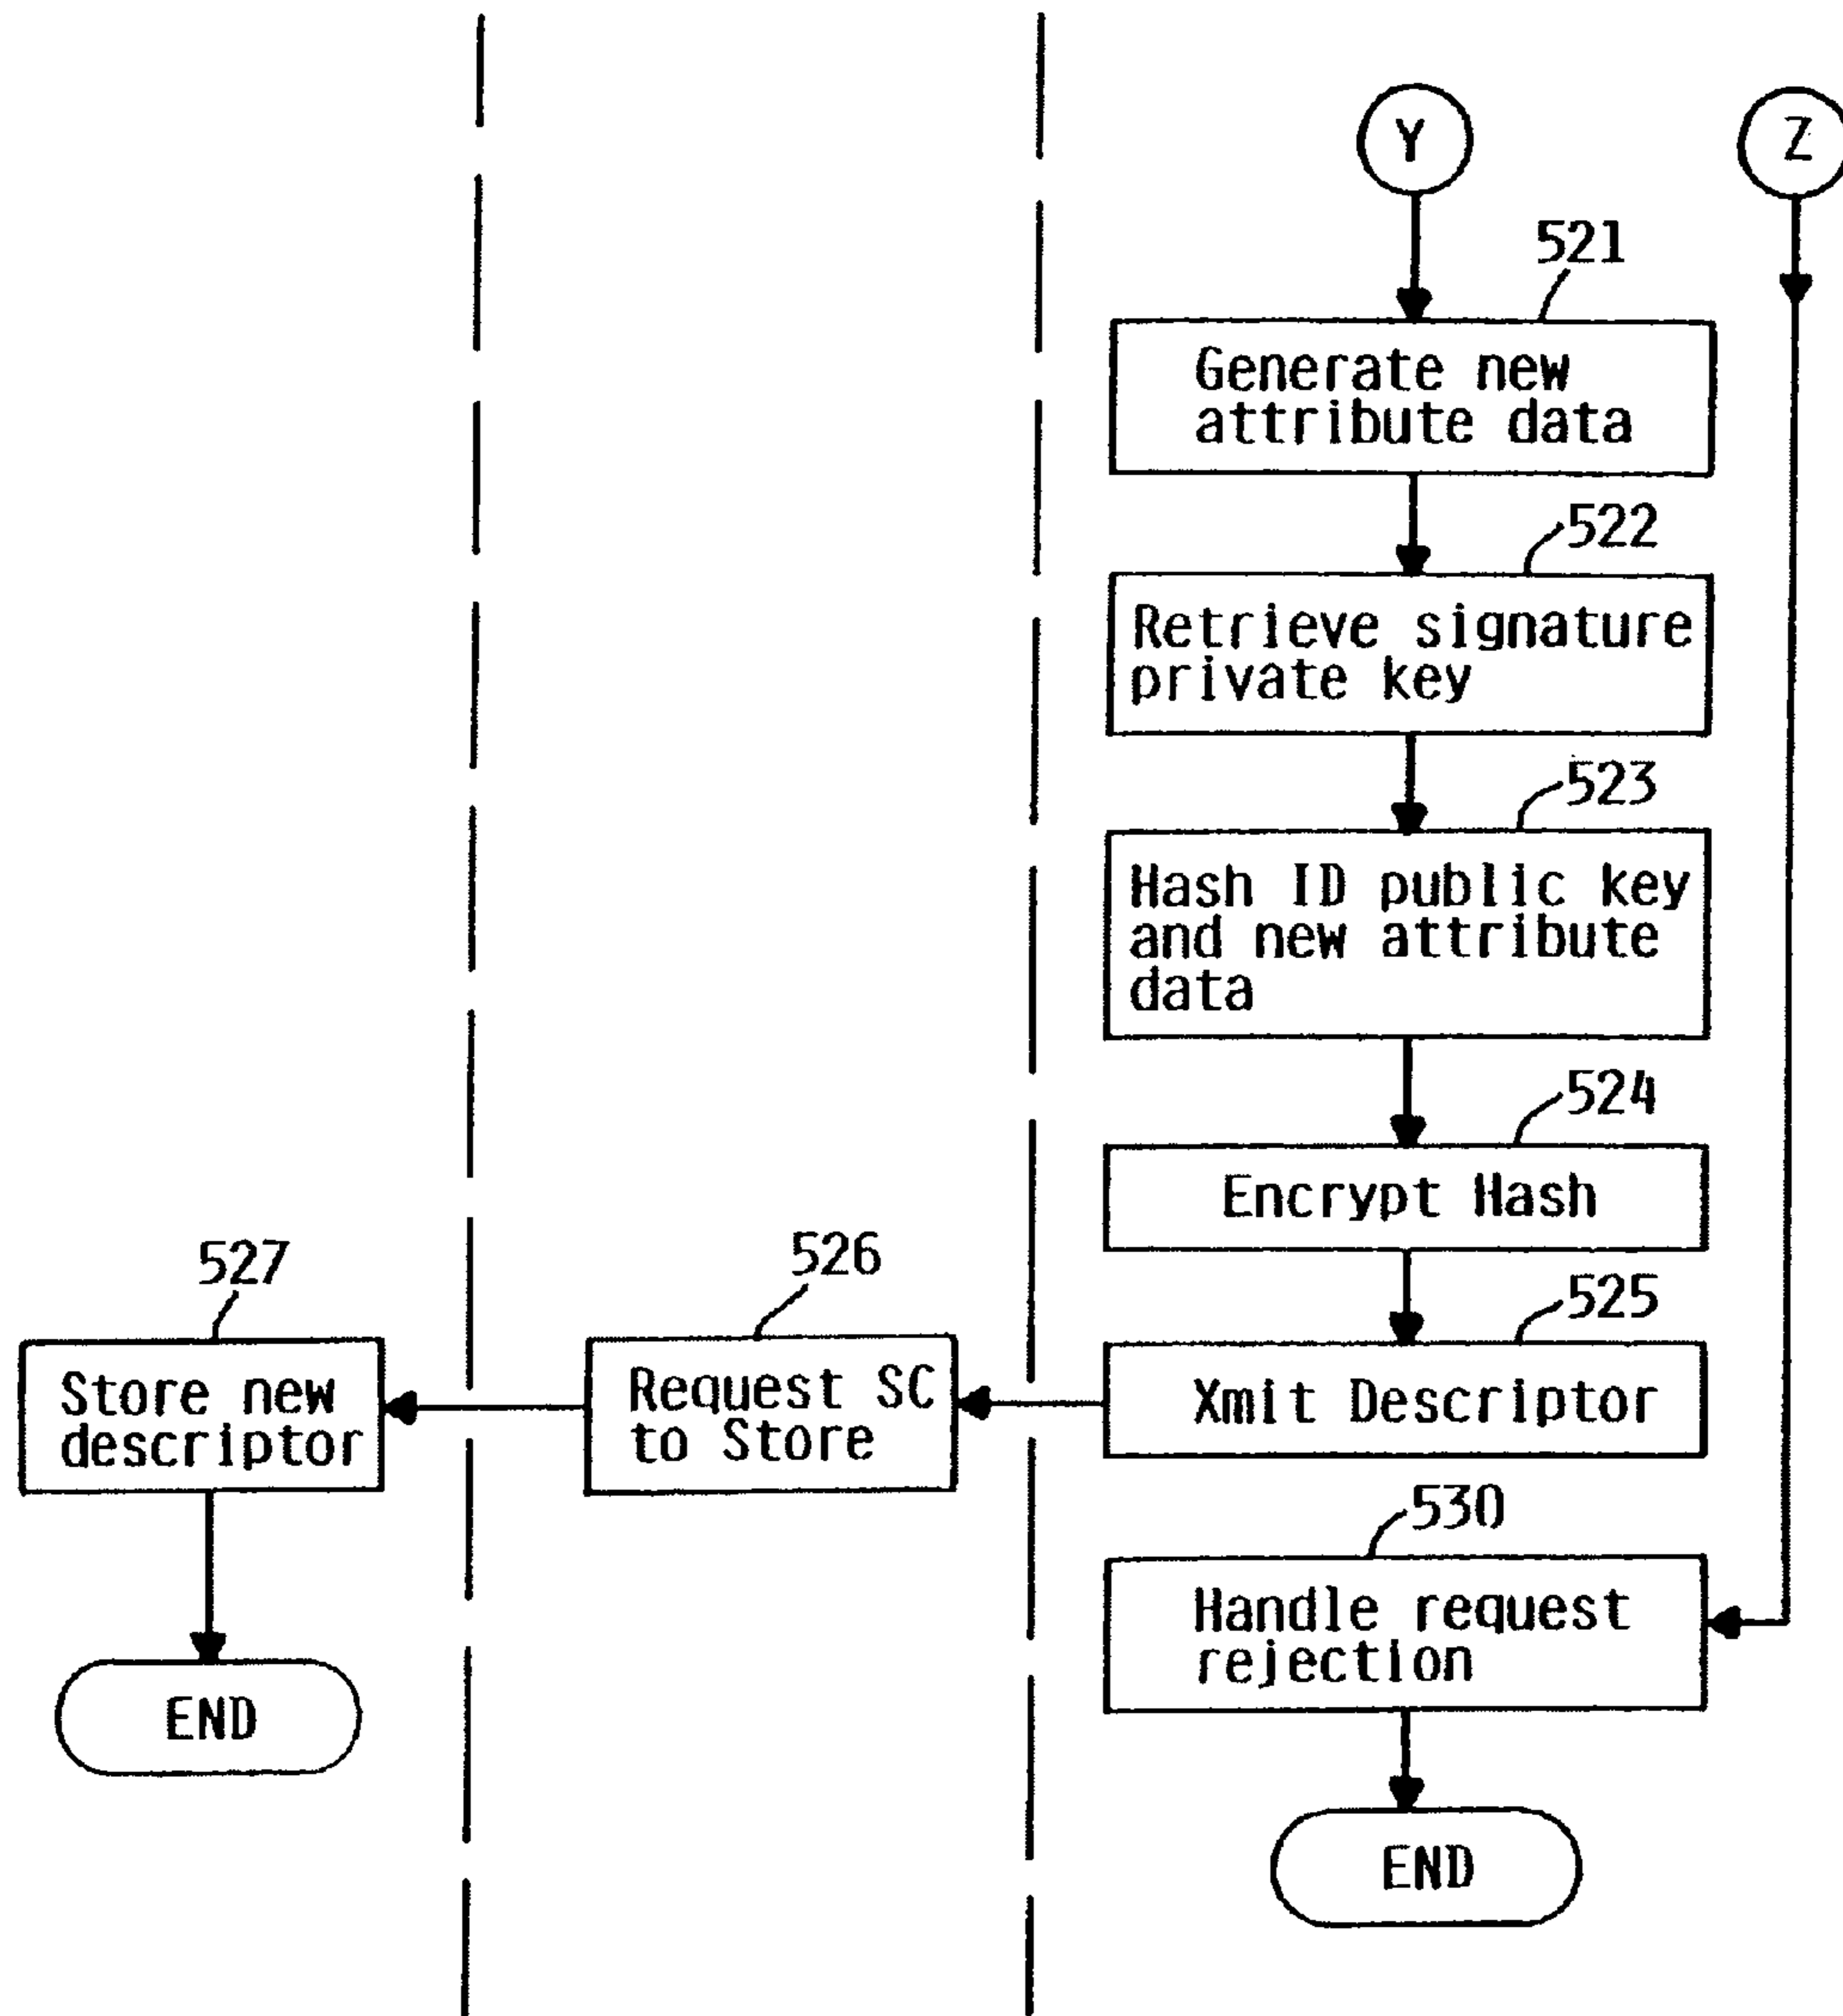 Y
Z
521
Generate new
attribute data
522
Retrieve signature
private key
523
Hash ID public key
and new attribute
data
524
Encrypt Hash
525
Xmit Descriptor
526
Request SC
to Store
527
Store new
descriptor
END
530
Handle request
rejection
END